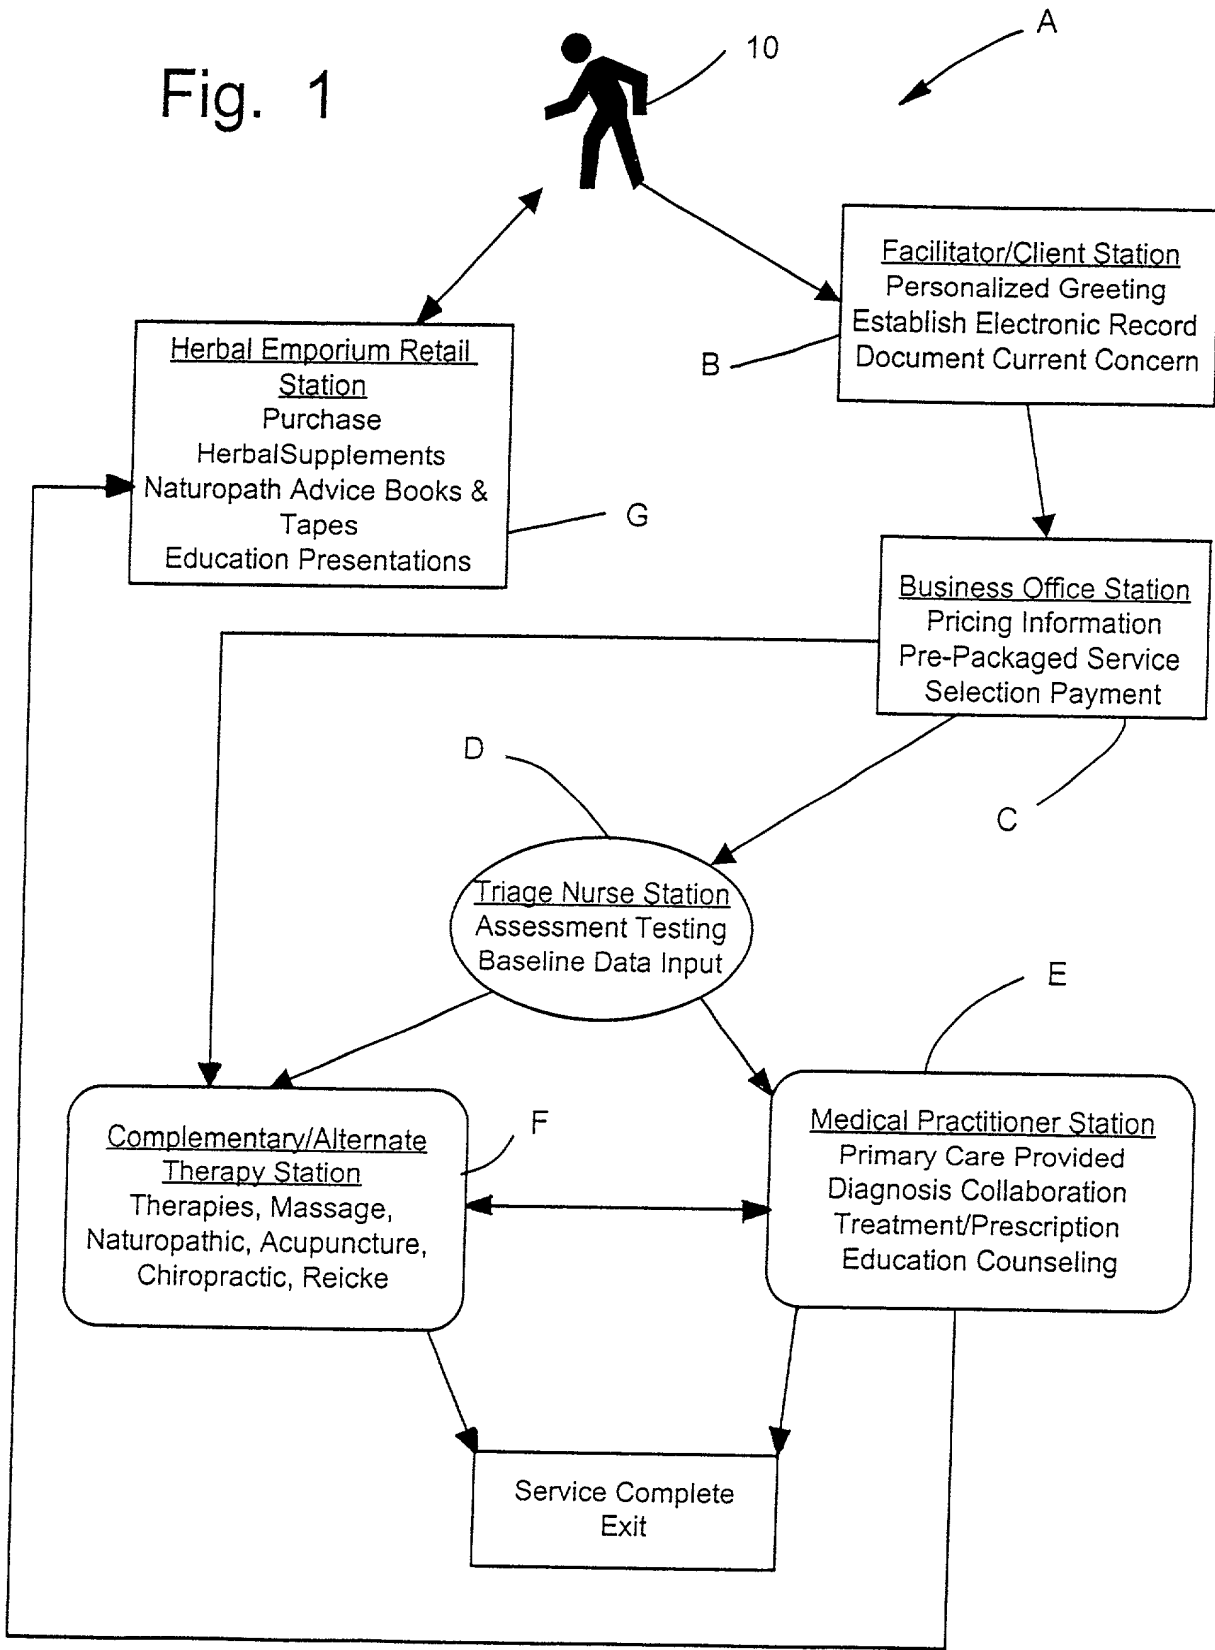 Fig. 1
10
A
Facilitator/Client Station
Personalized Greeting
Establish Electronic Record
Document Current Concern
B
Herbal Emporium Retail
Station
Purchase
HerbalSupplements
Naturopath Advice Books &
Tapes
Education Presentations
G
Business Office Station
Pricing Information
Pre-Packaged Service
Selection Payment
C
D
Triage Nurse Station
Assessment Testing
Baseline Data Input
E
Complementary/Alternate
Therapy Station
Therapies, Massage,
Naturopathic, Acupuncture,
Chiropractic, Reicke
F
Medical Practitioner Station
Primary Care Provided
Diagnosis Collaboration
Treatment/Prescription
Education Counseling
Service Complete
Exit